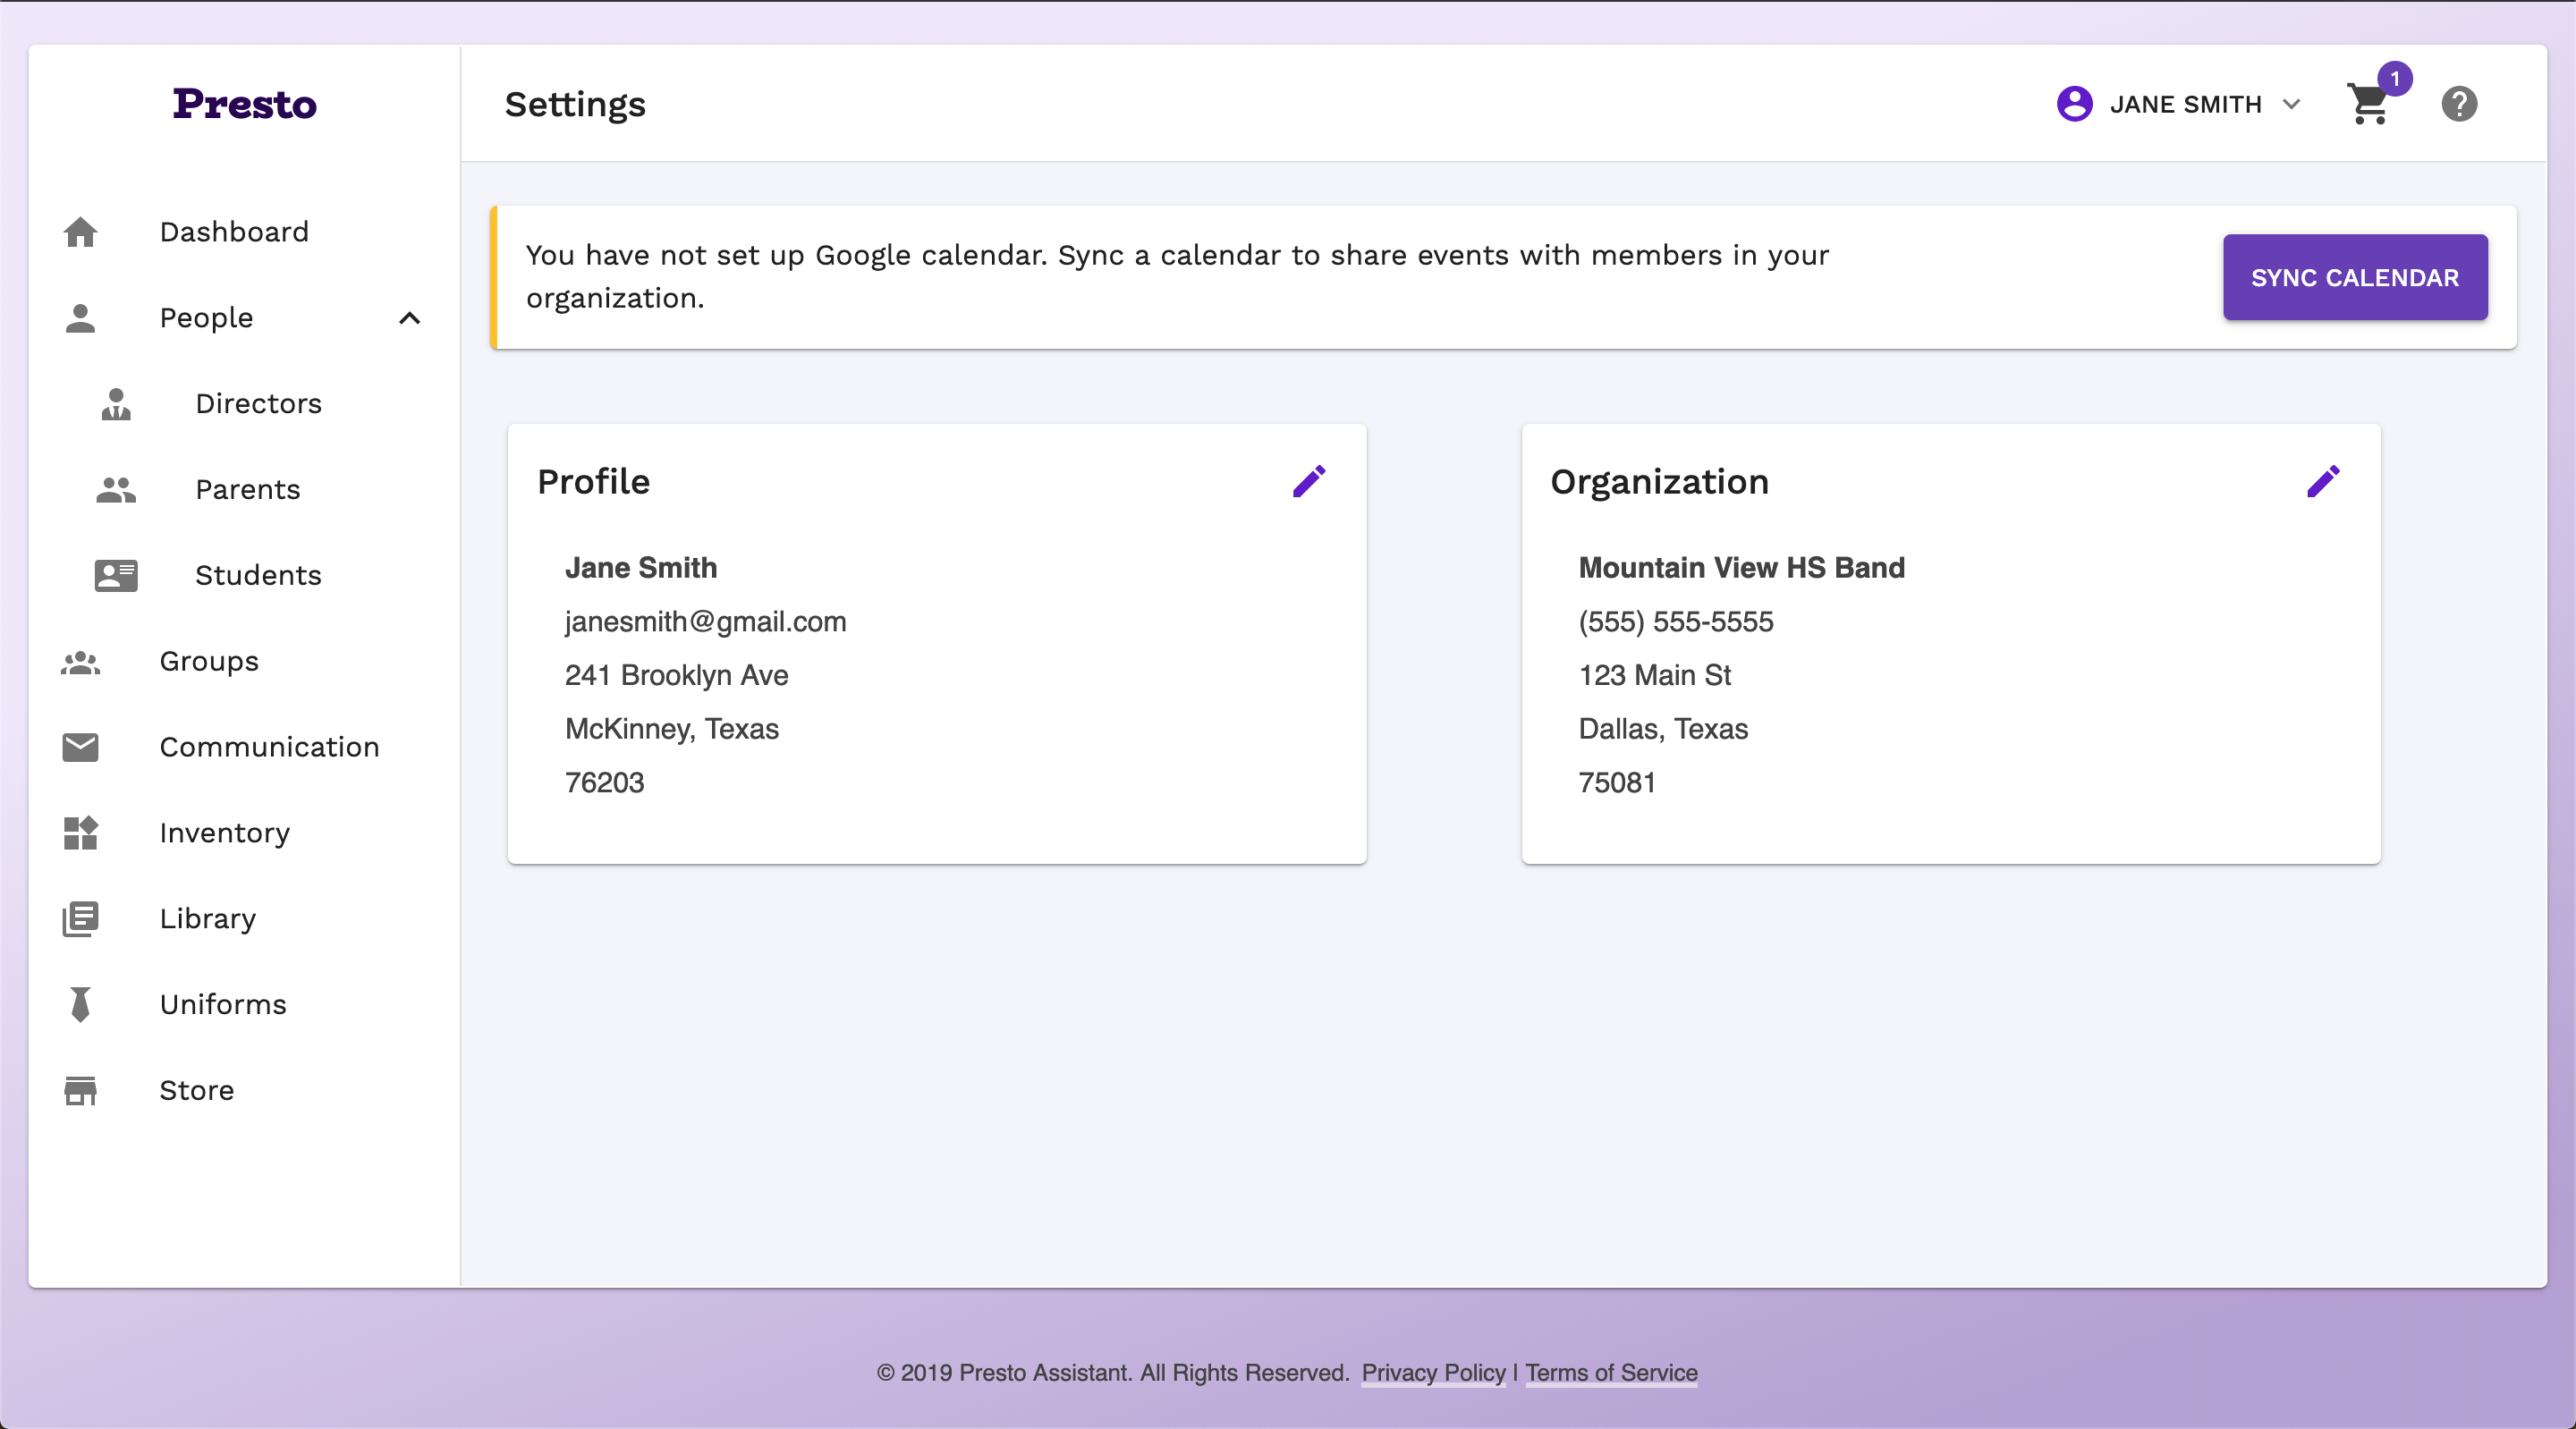 Presto
Settings
JANE SMITH
1
Dashboard
People
Directors
Parents
Students
Groups
Communication
Inventory
Library
Uniforms
Store
You have not set up Google calendar. Sync a calendar to share events with members in your
organization.
SYNC CALENDAR
Profile
Jane Smith
janesmith@gmail.com
241 Brooklyn Ave
McKinney, Texas
76203
Organization
Mountain View HS Band
(555) 555-5555
123 Main St
Dallas, Texas
75081
© 2019 Presto Assistant. All Rights Reserved. Privacy Policy | Terms of Service